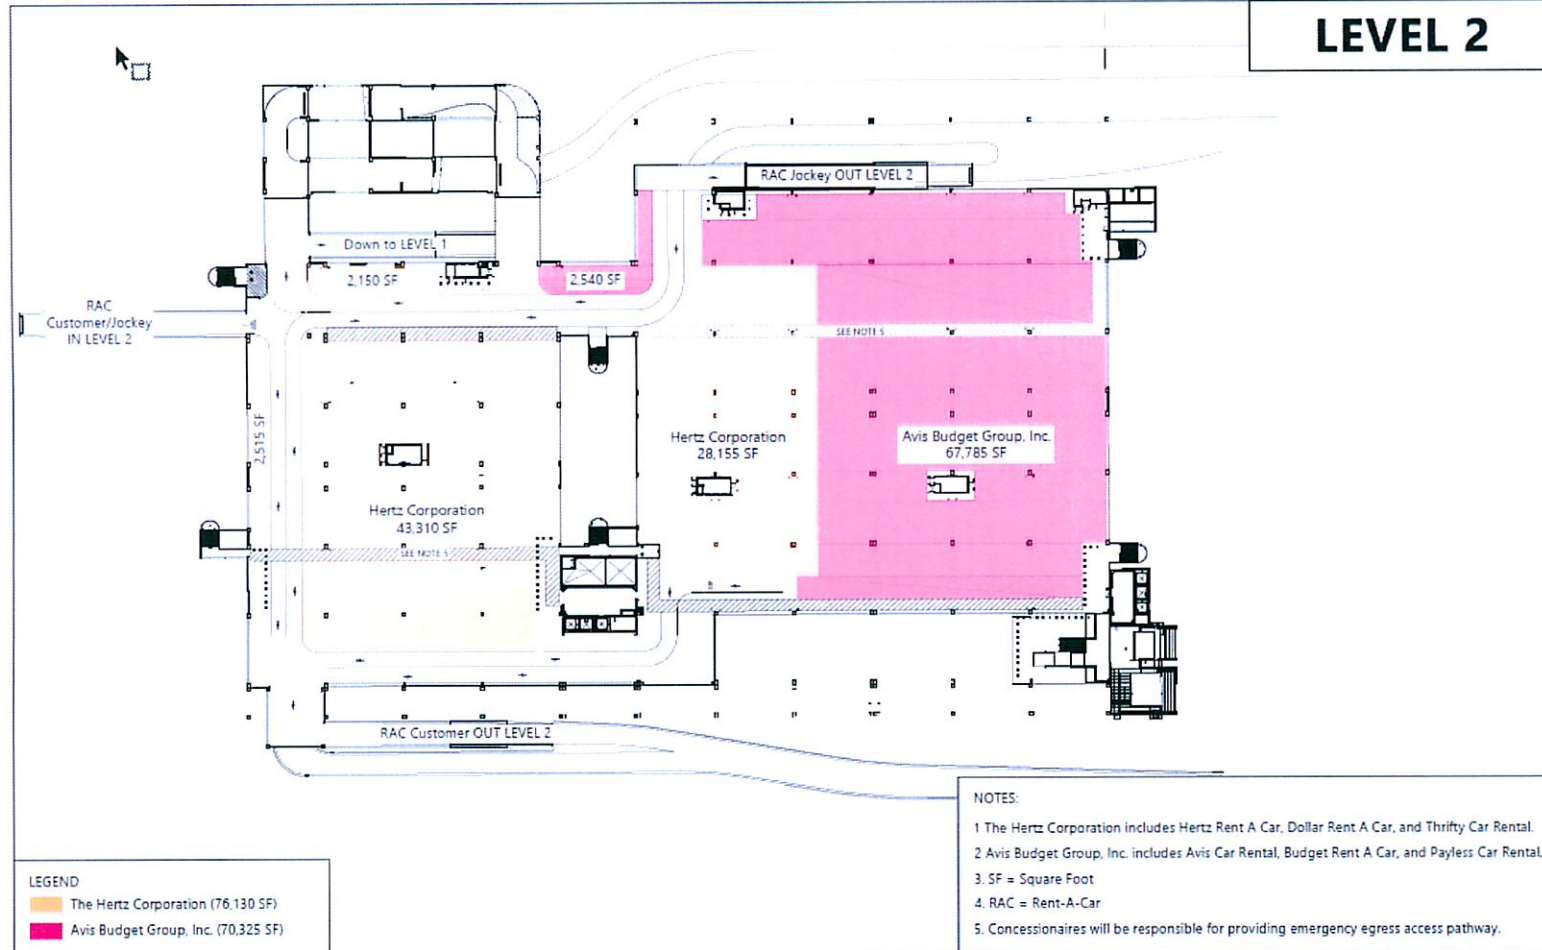 LEVEL 2
RAC Jockey OUT LEVEL 2
Down to LEVEL 1
2,150 SF
2,540 SF
RAC
Customer/Jockey
IN LEVEL 2
SEE NOTE 5
2,515 SF
Hertz Corporation
28,155 SF
Avis Budget Group, Inc.
67,785 SF
Hertz Corporation
43,310 SF
SEE NOTE 5
RAC Customer OUT LEVEL 2
NOTES:
1 The Hertz Corporation includes Hertz Rent A Car, Dollar Rent A Car, and Thrifty Car Rental.
2 Avis Budget Group, Inc. includes Avis Car Rental, Budget Rent A Car, and Payless Car Rental.
3. SF = Square Foot
4. RAC = Rent-A-Car
5. Concessionaires will be responsible for providing emergency egress access pathway.
LEGEND
The Hertz Corporation (76,130 SF)
Avis Budget Group, Inc. (70,325 SF)